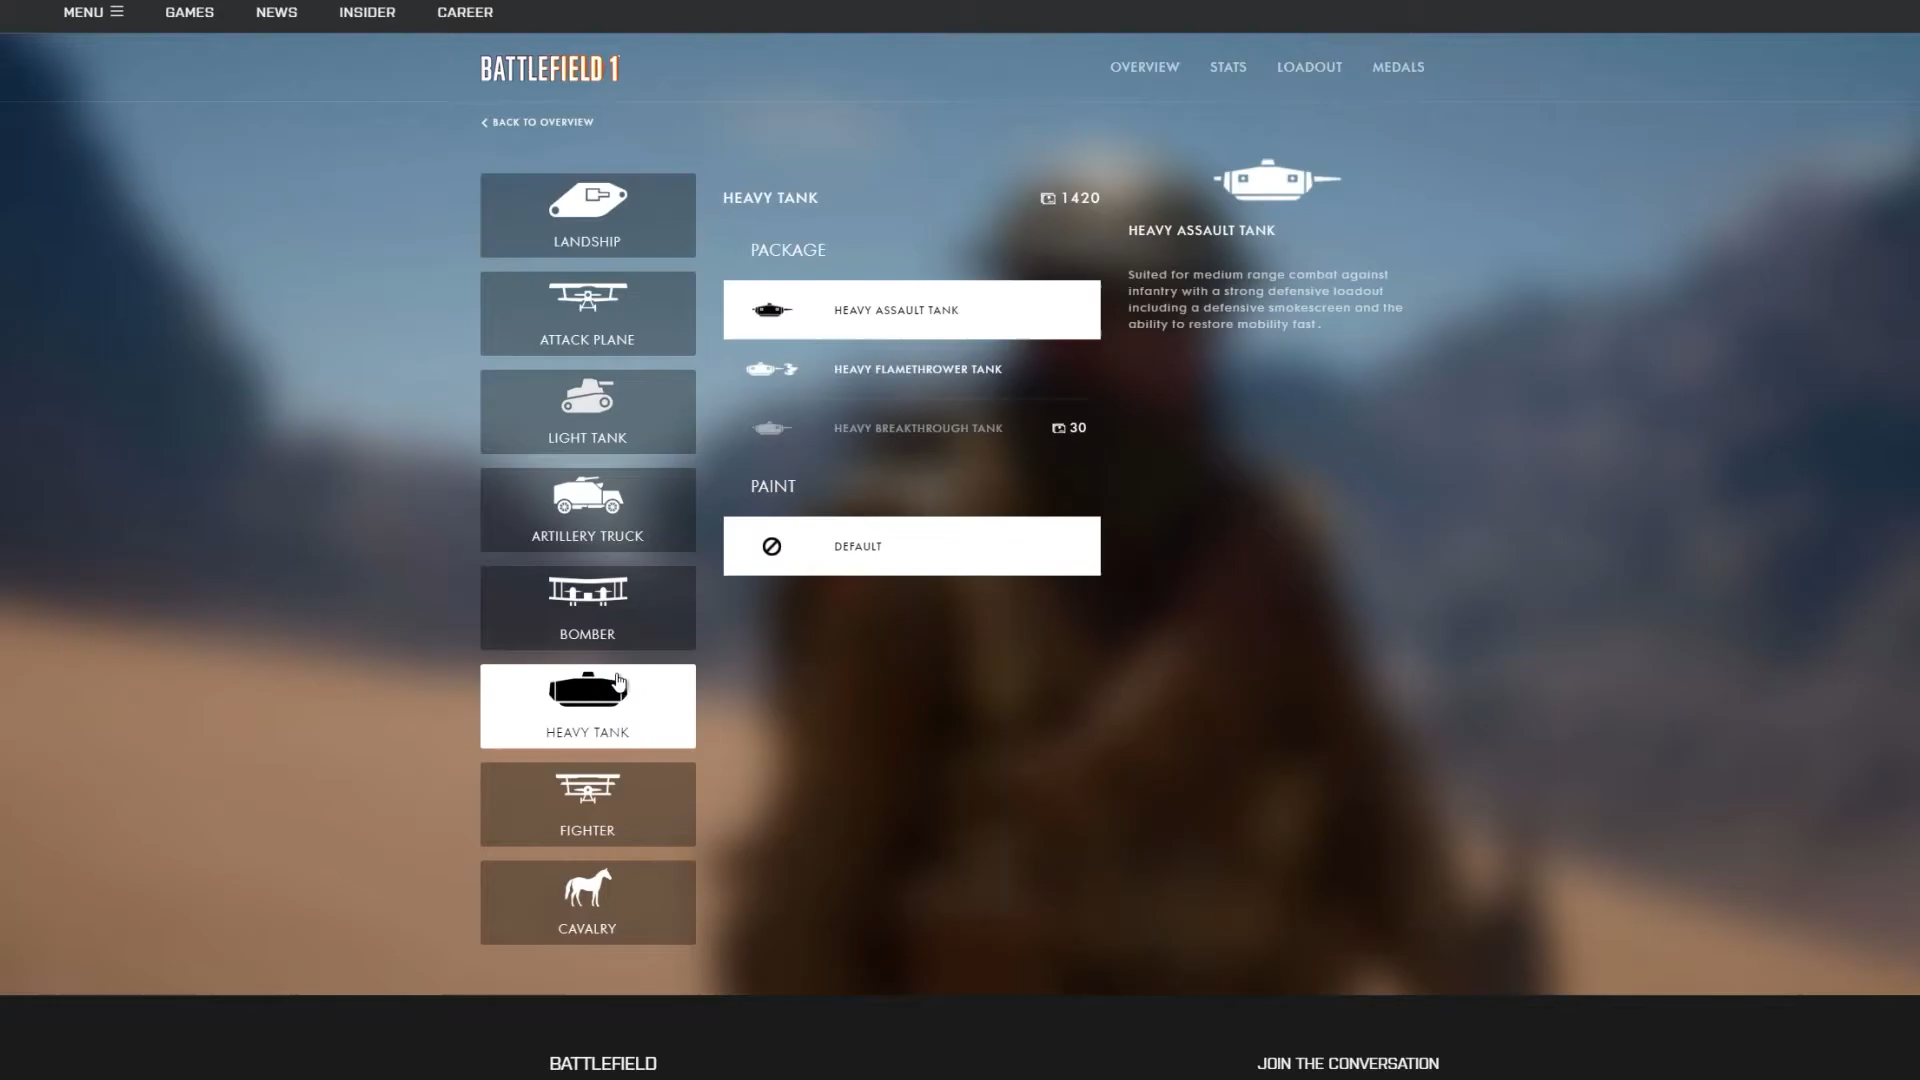 MENU
GAMES
NEWS
INSIDER
CAREER
BATTLEFIELD 1
OVERVIEW
STATS
LOADOUT
MEDALS
BACK TO OVERVIEW
LANDSHIP
ATTACK PLANE
LIGHT TANK
ARTILLERY TRUCK
BOMBER
HEAVY TANK
FIGHTER
CAVALRY
HEAVY TANK
1420
PACKAGE
HEAVY ASSAULT TANK
HEAVY FLAMETHROWER TANK
HEAVY BREAKTHROUGH TANK
30
PAINT
DEFAULT
HEAVY ASSAULT TANK
Suited for medium range combat against
infantry with a strong defensive loadout
including a defensive smokescreen and the
ability to restore mobility fast.
BATTLEFIELD
JOIN THE CONVERSATION